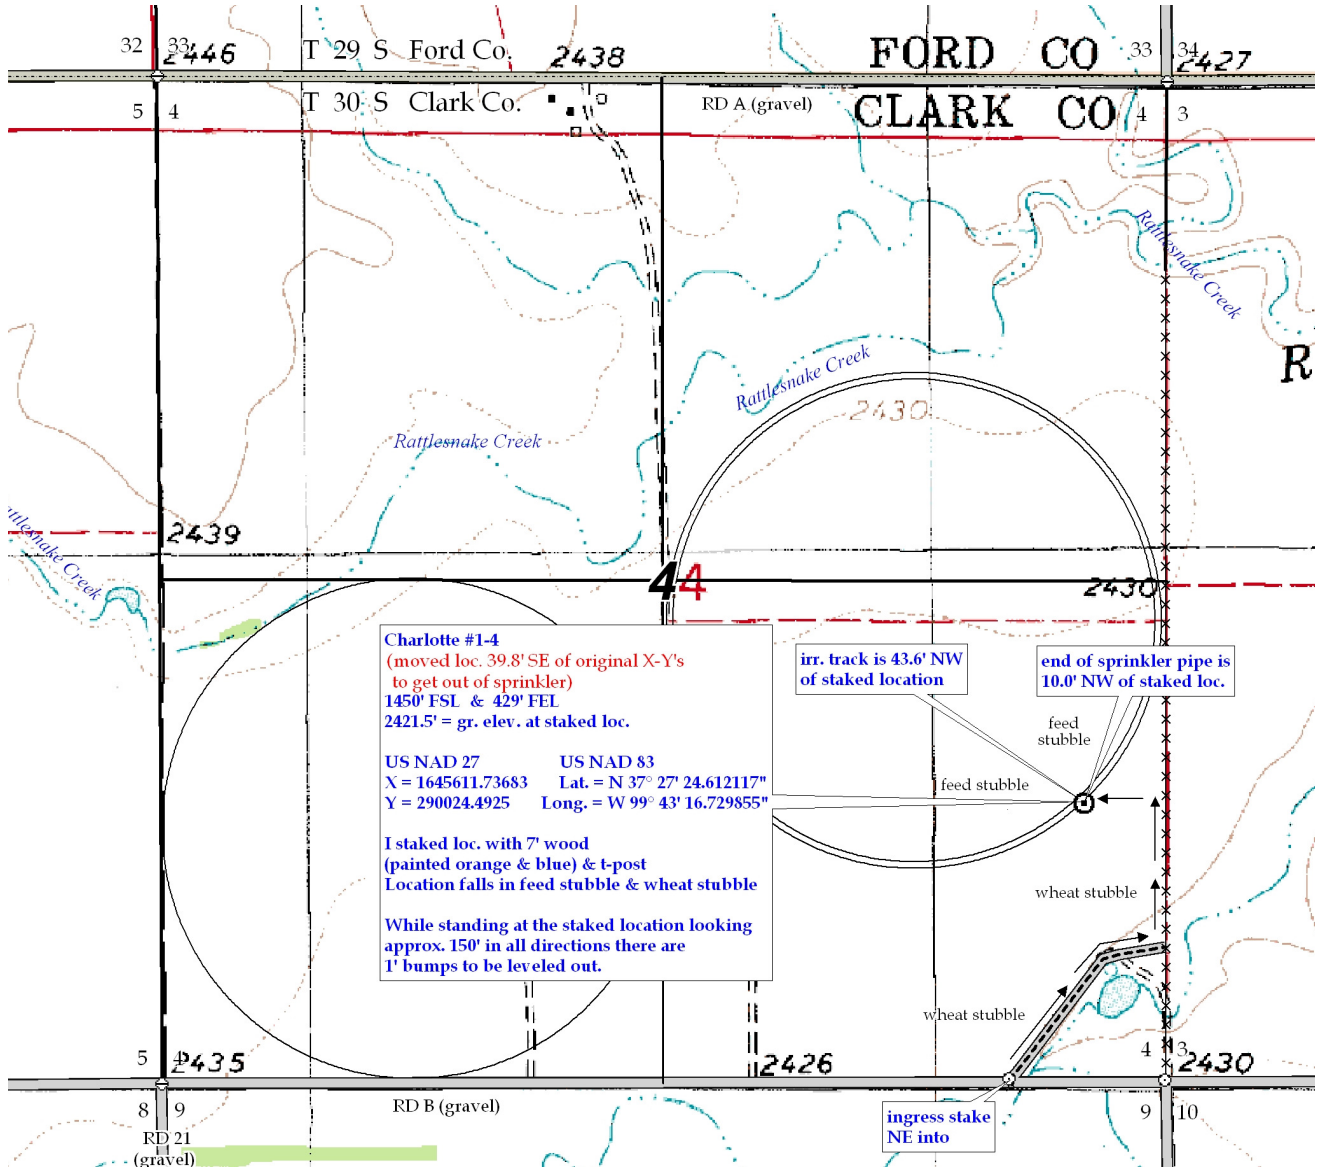 32 33 2446 T 29 S Ford Co. 2438 FORD CO 33 34 2427
5 4 T 30 S Clark Co. RD A (gravel) CLARK CO 4 3
Rattlesnake Creek
R
Rattlesnake Creek
2430
Rattlesnake Creek
2439
Rattlesnake Creek
4 4 2430
Charlotte #1-4
(moved loc. 39.8' SE of original X-Y's
to get out of sprinkler)
1450' FSL & 429' FEL
2421.5' = gr. elev. at staked loc.
US NAD 27 US NAD 83
X = 1645611.73683 Lat. = N 37° 27' 24.612117"
Y = 290024.4925 Long. = W 99° 43' 16.729855"
I staked loc. with 7' wood
(painted orange & blue) & t-post
Location falls in feed stubble & wheat stubble
While standing at the staked location looking
approx. 150' in all directions there are
1' bumps to be leveled out.
irr. track is 43.6' NW
of staked location
end of sprinkler pipe is
10.0' NW of staked loc.
feed
stubble
feed stubble
wheat stubble
wheat stubble
5 4 2435 2426 4 3 2430
8 9 RD B (gravel) 9 10
ingress stake
NE into
RD 21
(gravel)